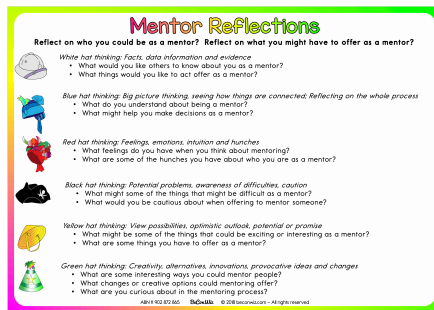 Mentor Reflections
Reflect on who you could be as a mentor?  Reflect on what you might have to offer as a mentor?
White hat thinking: Facts, data information and evidence
• What would you like others to know about you as a mentor?
• What things would you like to act offer as a mentor?
Blue hat thinking: Big picture thinking, seeing how things are connected; Reflecting on the whole process
• What do you understand about being a mentor?
• What might help you make decisions as a mentor?
Red hat thinking: Feelings, emotions, intuition and hunches
• What feelings do you have when you think about mentoring?
• What are some of the hunches you have about who you are as a mentor?
Black hat thinking: Potential problems, awareness of difficulties, caution
• What might some of the things that might be difficult as a mentor?
• What would you be cautious about when offering to mentor someone?
Yellow hat thinking: View possibilities, optimistic outlook, potential or promise
• What might be some of the things that could be exciting or interesting as a mentor?
• What are some things you have to offer as a mentor?
Green hat thinking: Creativity, alternatives, innovations, provocative ideas and changes
• What are some interesting ways you could mentor people?
• What changes or creative options could mentoring offer?
• What are you curious about in the mentoring process?
BeConWiz © 2018 beconwiz.com - All rights reserved